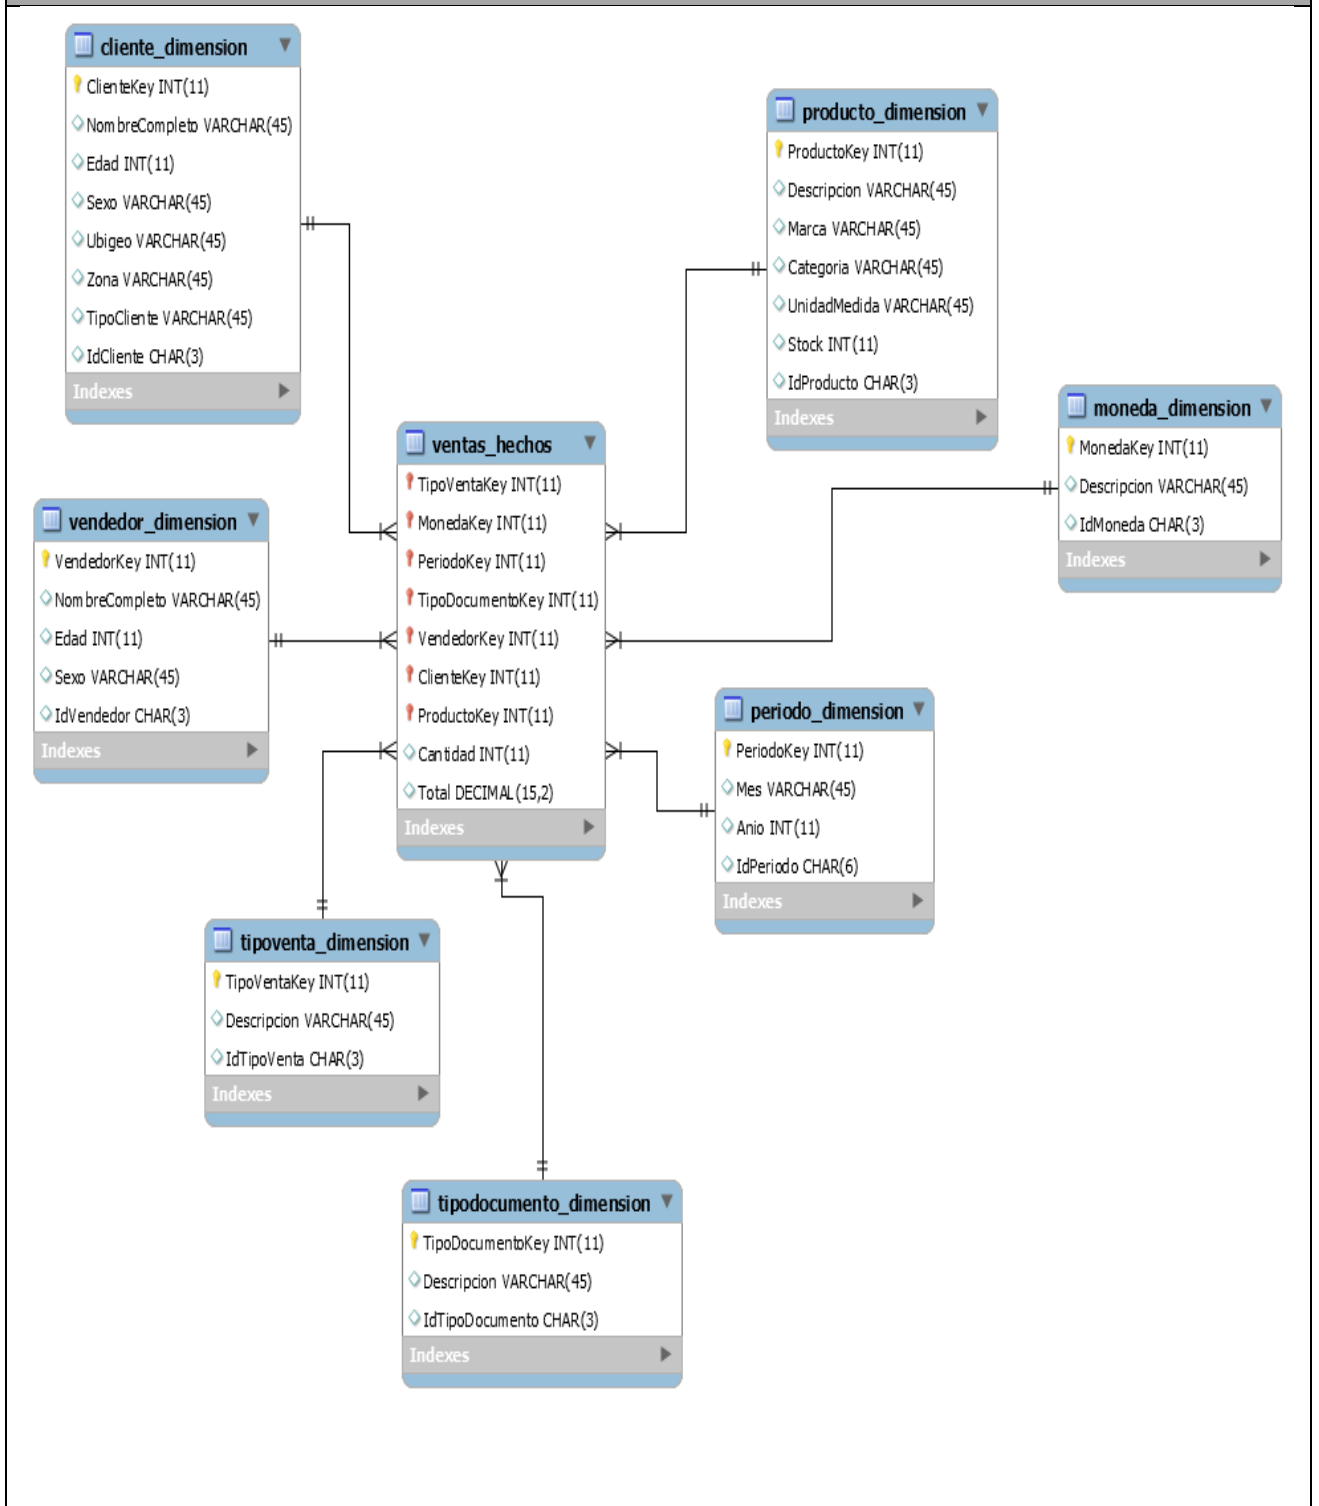 cliente_dimension
ClienteKey INT(11)
NombreCompleto VARCHAR(45)
Edad INT(11)
Sexo VARCHAR(45)
Ubigeo VARCHAR(45)
Zona VARCHAR(45)
TipoCliente VARCHAR(45)
IdCliente CHAR(3)
Indexes
producto_dimension
ProductoKey INT(11)
Descripcion VARCHAR(45)
Marca VARCHAR(45)
Categoria VARCHAR(45)
UnidadMedida VARCHAR(45)
Stock INT(11)
IdProducto CHAR(3)
Indexes
moneda_dimension
MonedaKey INT(11)
Descripcion VARCHAR(45)
IdMoneda CHAR(3)
Indexes
ventas_hechos
TipoVentaKey INT(11)
MonedaKey INT(11)
PeriodoKey INT(11)
TipoDocumentoKey INT(11)
VendedorKey INT(11)
ClienteKey INT(11)
ProductoKey INT(11)
Cantidad INT(11)
Total DECIMAL(15,2)
Indexes
vendedor_dimension
VendedorKey INT(11)
NombreCompleto VARCHAR(45)
Edad INT(11)
Sexo VARCHAR(45)
IdVendedor CHAR(3)
Indexes
periodo_dimension
PeriodoKey INT(11)
Mes VARCHAR(45)
Anio INT(11)
IdPeriodo CHAR(6)
Indexes
tipoventa_dimension
TipoVentaKey INT(11)
Descripcion VARCHAR(45)
IdTipoVenta CHAR(3)
Indexes
tipodocumento_dimension
TipoDocumentoKey INT(11)
Descripcion VARCHAR(45)
IdTipoDocumento CHAR(3)
Indexes